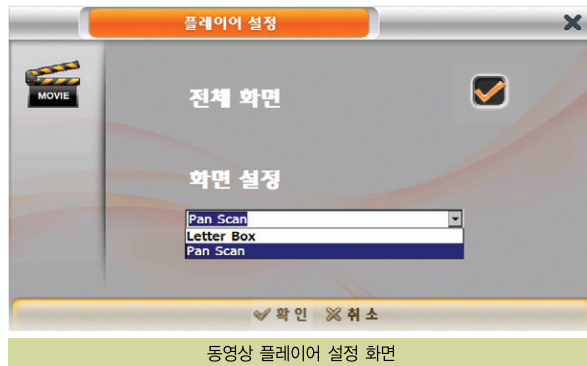 플레이어 설정
MOVIE
전체 화면
화면 설정
Pan Scan
Letter Box
Pan Scan
확 인 취 소
동영상 플레이어 설정 화면